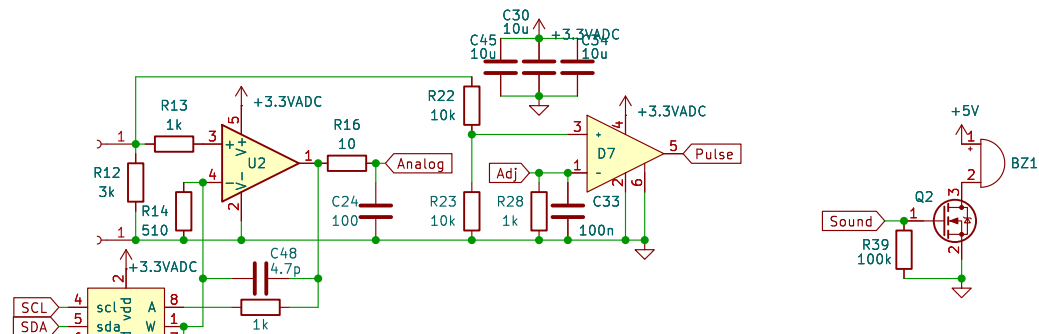 C30
10u
+3.3VADC
C45
10u
C34
10u
+3.3VADC
R13
1k
1
3
5
V+
+
U2
-
V-
4
2
1
R16
10
Analog
R12
3k
R14
510
1
C24
100
R22
10k
R23
10k
Adj
R28
1k
C33
100n
+3.3VADC
3
4
+
D7
-
1
2
6
5
Pulse
+5V
1
+
BZ1
2
Q2
3
1
2
Sound
R39
100k
C48
4.7p
1k
+3.3VADC
2
SCL
4
scl
vdd
A
8
SDA
5
sda
W
1